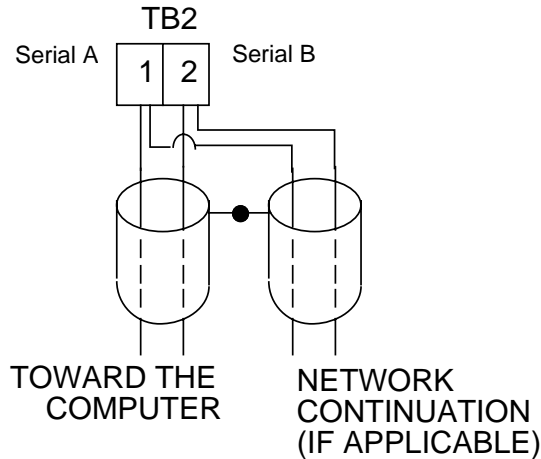 TB2
Serial A
1 2
Serial B
TOWARD THE
COMPUTER
NETWORK
CONTINUATION
(IF APPLICABLE)